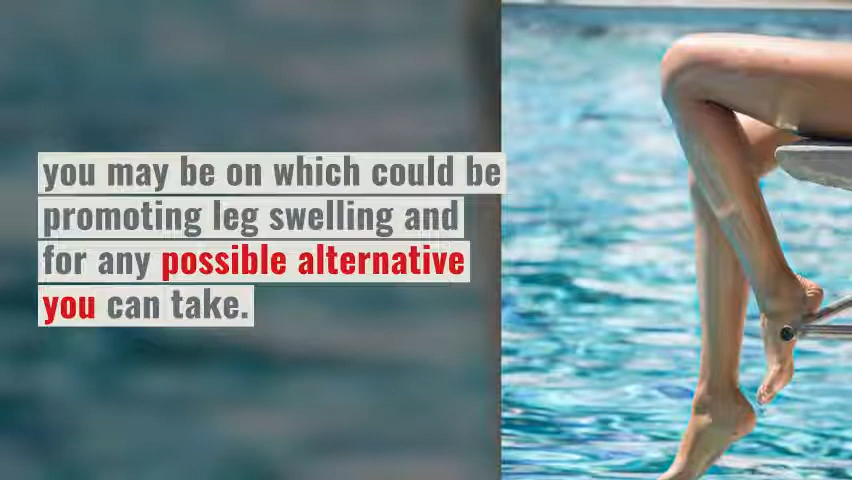 you may be on which could be
promoting leg swelling and
for any possible alternative
you can take.